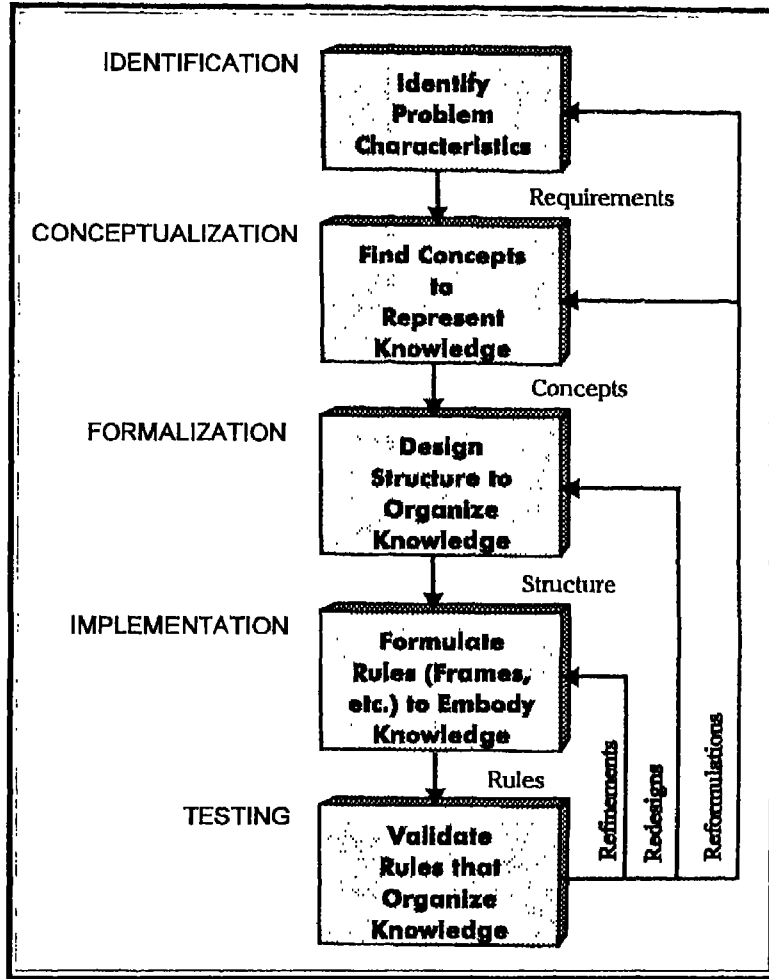 IDENTIFICATION
Identify
Problem
Characteristics
Requirements
CONCEPTUALIZATION
Find Concepts
to
Represent
Knowledge
Concepts
FORMALIZATION
Design
Structure to
Organize
Knowledge
Structure
IMPLEMENTATION
Formulate
Rules (Frames,
etc.) to Embody
Knowledge
Rules
Refinements
Redesigns
Reformulations
TESTING
Validate
Rules that
Organize
Knowledge